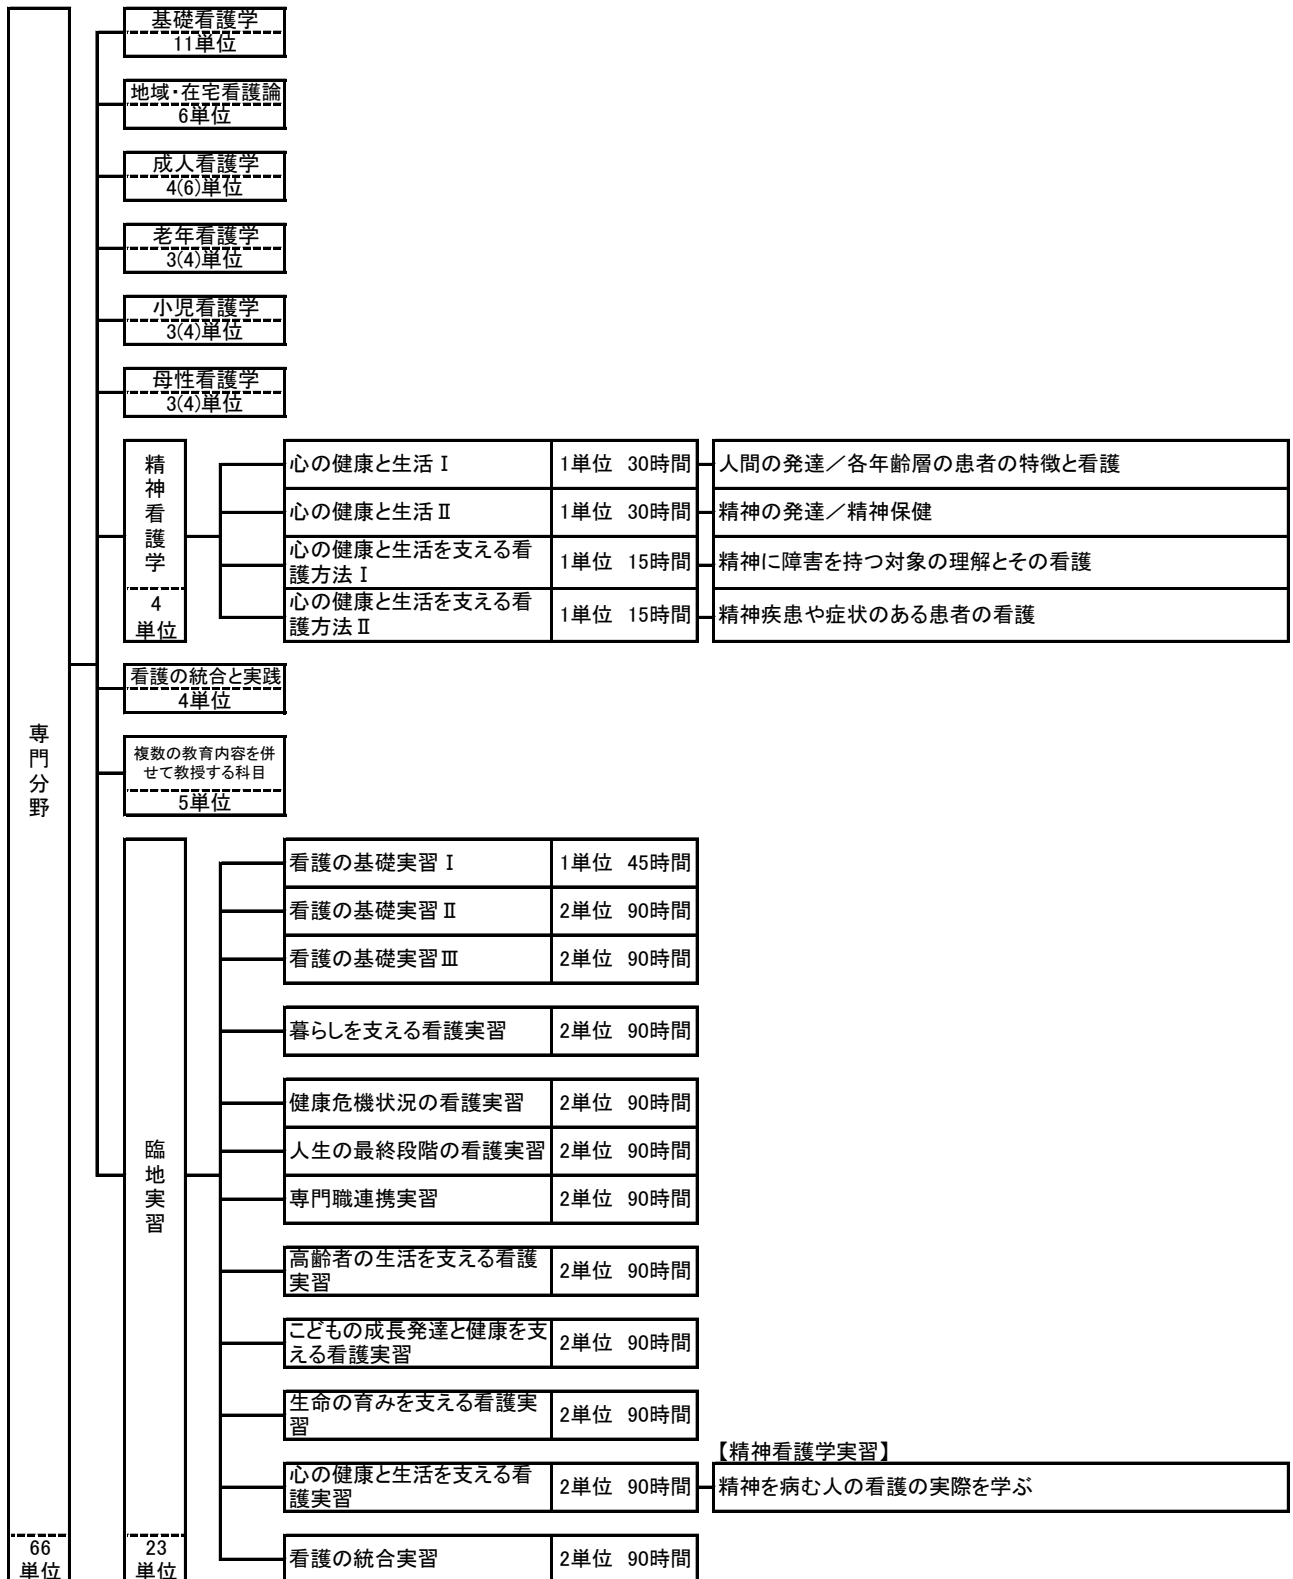 専門分野
66
単位
基礎看護学
11単位
地域・在宅看護論
6単位
成人看護学
4(6)単位
老年看護学
3(4)単位
小児看護学
3(4)単位
母性看護学
3(4)単位
精神看護学
4
単位
心の健康と生活Ⅰ 1単位 30時間 人間の発達／各年齢層の患者の特徴と看護
心の健康と生活Ⅱ 1単位 30時間 精神の発達／精神保健
心の健康と生活を支える看
護方法Ⅰ
1単位 15時間 精神に障害を持つ対象の理解とその看護
心の健康と生活を支える看
護方法Ⅱ
1単位 15時間 精神疾患や症状のある患者の看護
看護の統合と実践
4単位
複数の教育内容を併
せて教授する科目
5単位
臨地実習
23
単位
看護の基礎実習Ⅰ 1単位 45時間
看護の基礎実習Ⅱ 2単位 90時間
看護の基礎実習Ⅲ 2単位 90時間
暮らしを支える看護実習 2単位 90時間
健康危機状況の看護実習 2単位 90時間
人生の最終段階の看護実習 2単位 90時間
専門職連携実習 2単位 90時間
高齢者の生活を支える看護
実習
2単位 90時間
こどもの成長発達と健康を支
える看護実習
2単位 90時間
生命の育みを支える看護実
習
2単位 90時間
【精神看護学実習】
心の健康と生活を支える看
護実習
2単位 90時間 精神を病む人の看護の実際を学ぶ
看護の統合実習 2単位 90時間